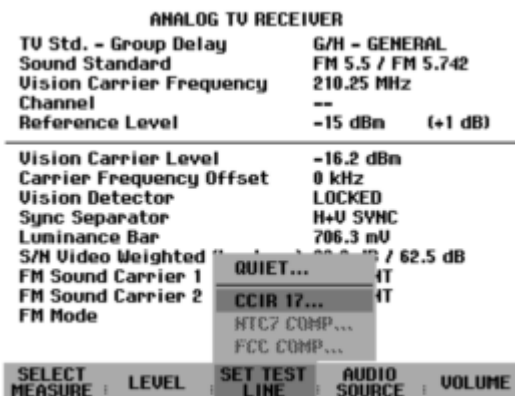 ANALOG TV RECEIVER
TV Std. - Group Delay G/H - GENERAL
Sound Standard FM 5.5 / FM 5.742
Vision Carrier Frequency 210.25 MHz
Channel --
Reference Level -15 dBm (+1 dB)
Vision Carrier Level -16.2 dBm
Carrier Frequency Offset 0 kHz
Vision Detector LOCKED
Sync Separator H+V SYNC
Luminance Bar 706.3 mV
S/N Video Weighted / 62.5 dB
FM Sound Carrier 1
FM Sound Carrier 2
FM Mode
QUIET...
CCIR 17...
NTC7 COMP...
FCC COMP...
SELECT MEASURE
LEVEL
SET TEST LINE
AUDIO SOURCE
VOLUME